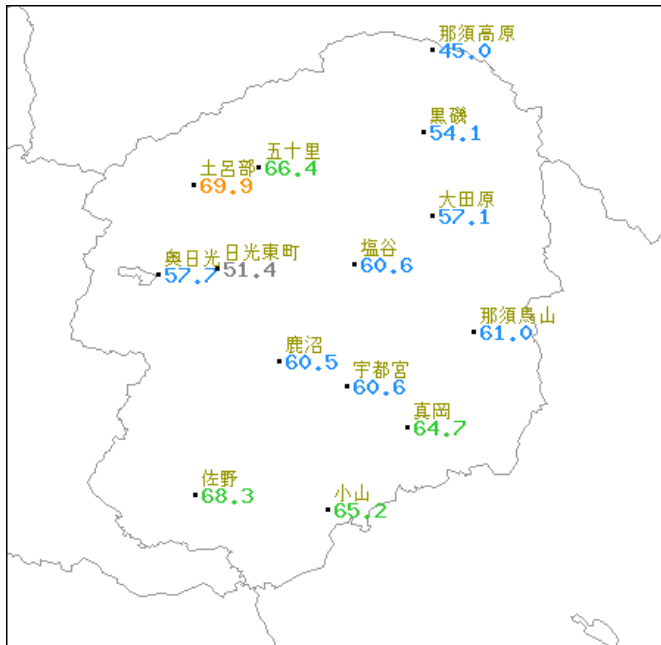 那須高原
45.0
黒磯
54.1
五十里
66.4
土呂部
69.9
大田原
57.1
奥日光
57.7
日光東町
51.4
塩谷
60.6
那須烏山
61.0
鹿沼
60.5
宇都宮
60.6
真岡
64.7
佐野
68.3
小山
65.2